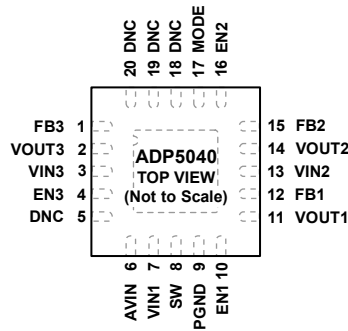 20 DNC
19 DNC
18 DNC
17 MODE
16 EN2
FB3 1
VOUT3 2
VIN3 3
EN3 4
DNC 5
ADP5040
TOP VIEW
(Not to Scale)
15 FB2
14 VOUT2
13 VIN2
12 FB1
11 VOUT1
AVIN 6
VIN1 7
SW 8
PGND 9
EN1 10